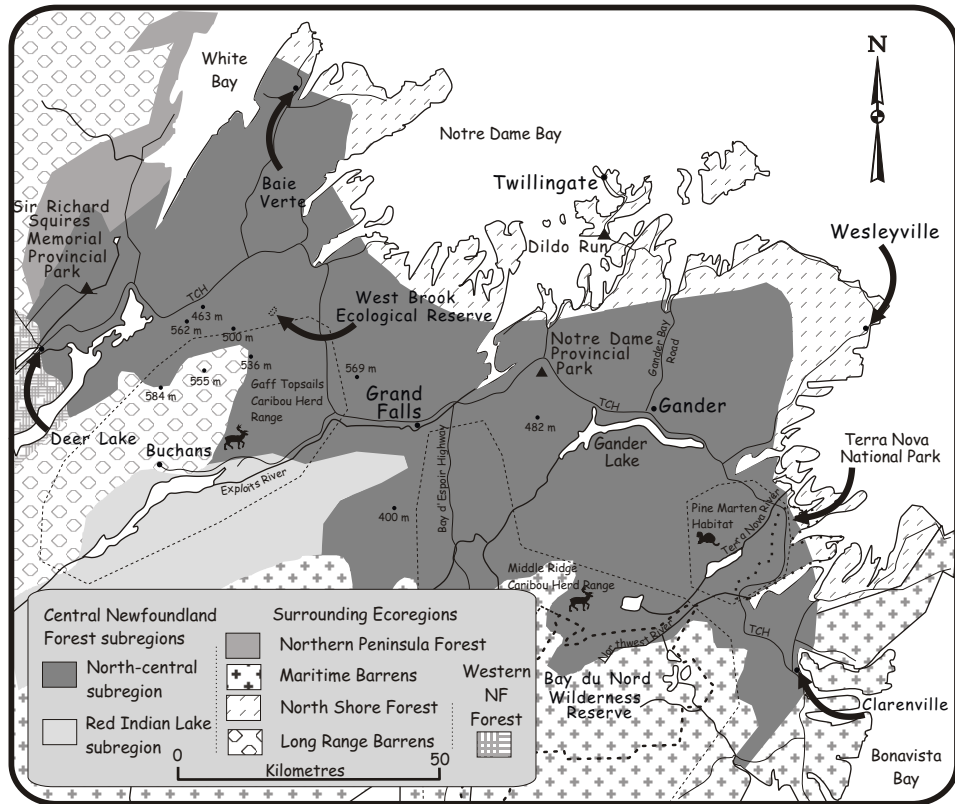 White
Bay
N
Notre Dame Bay
Twillingate
Baie
Verte
Sir Richard
Squires
Memorial
Provincial
Park
Dildo Run
Wesleyville
TCH
463 m
562 m
500 m
536 m
555 m
584 m
569 m
West Brook
Ecological Reserve
Notre Dame
Provincial
Park
Gander Bay
Road
Gaff Topsails
Caribou Herd
Range
Grand
Falls
TCH
Gander
482 m
Gander
Lake
Deer Lake
Buchans
Exploits River
Bay d'Espoir Highway
400 m
Terra Nova
National Park
Pine Marten
Habitat
Terra Nova River
Middle Ridge
Caribou Herd Range
Northwest River
TCH
Bay du Nord
Wilderness
Reserve
Clarenville
Bonavista
Bay
Central Newfoundland
Forest subregions
North-central
subregion
Red Indian Lake
subregion
Surrounding Ecoregions
Northern Peninsula Forest
Maritime Barrens
North Shore Forest
Long Range Barrens
Western
NF
Forest
0 50
Kilometres